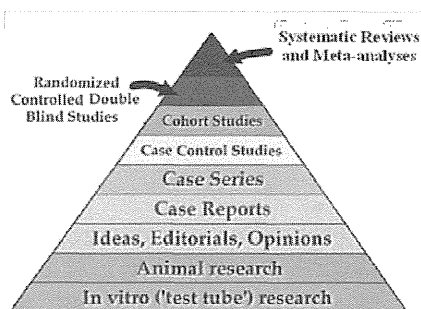 Systematic Reviews
and Meta-analyses
Randomized
Controlled Double
Blind Studies
Cohort Studies
Case Control Studies
Case Series
Case Reports
Ideas, Editorials, Opinions
Animal research
In vitro ('test tube') research